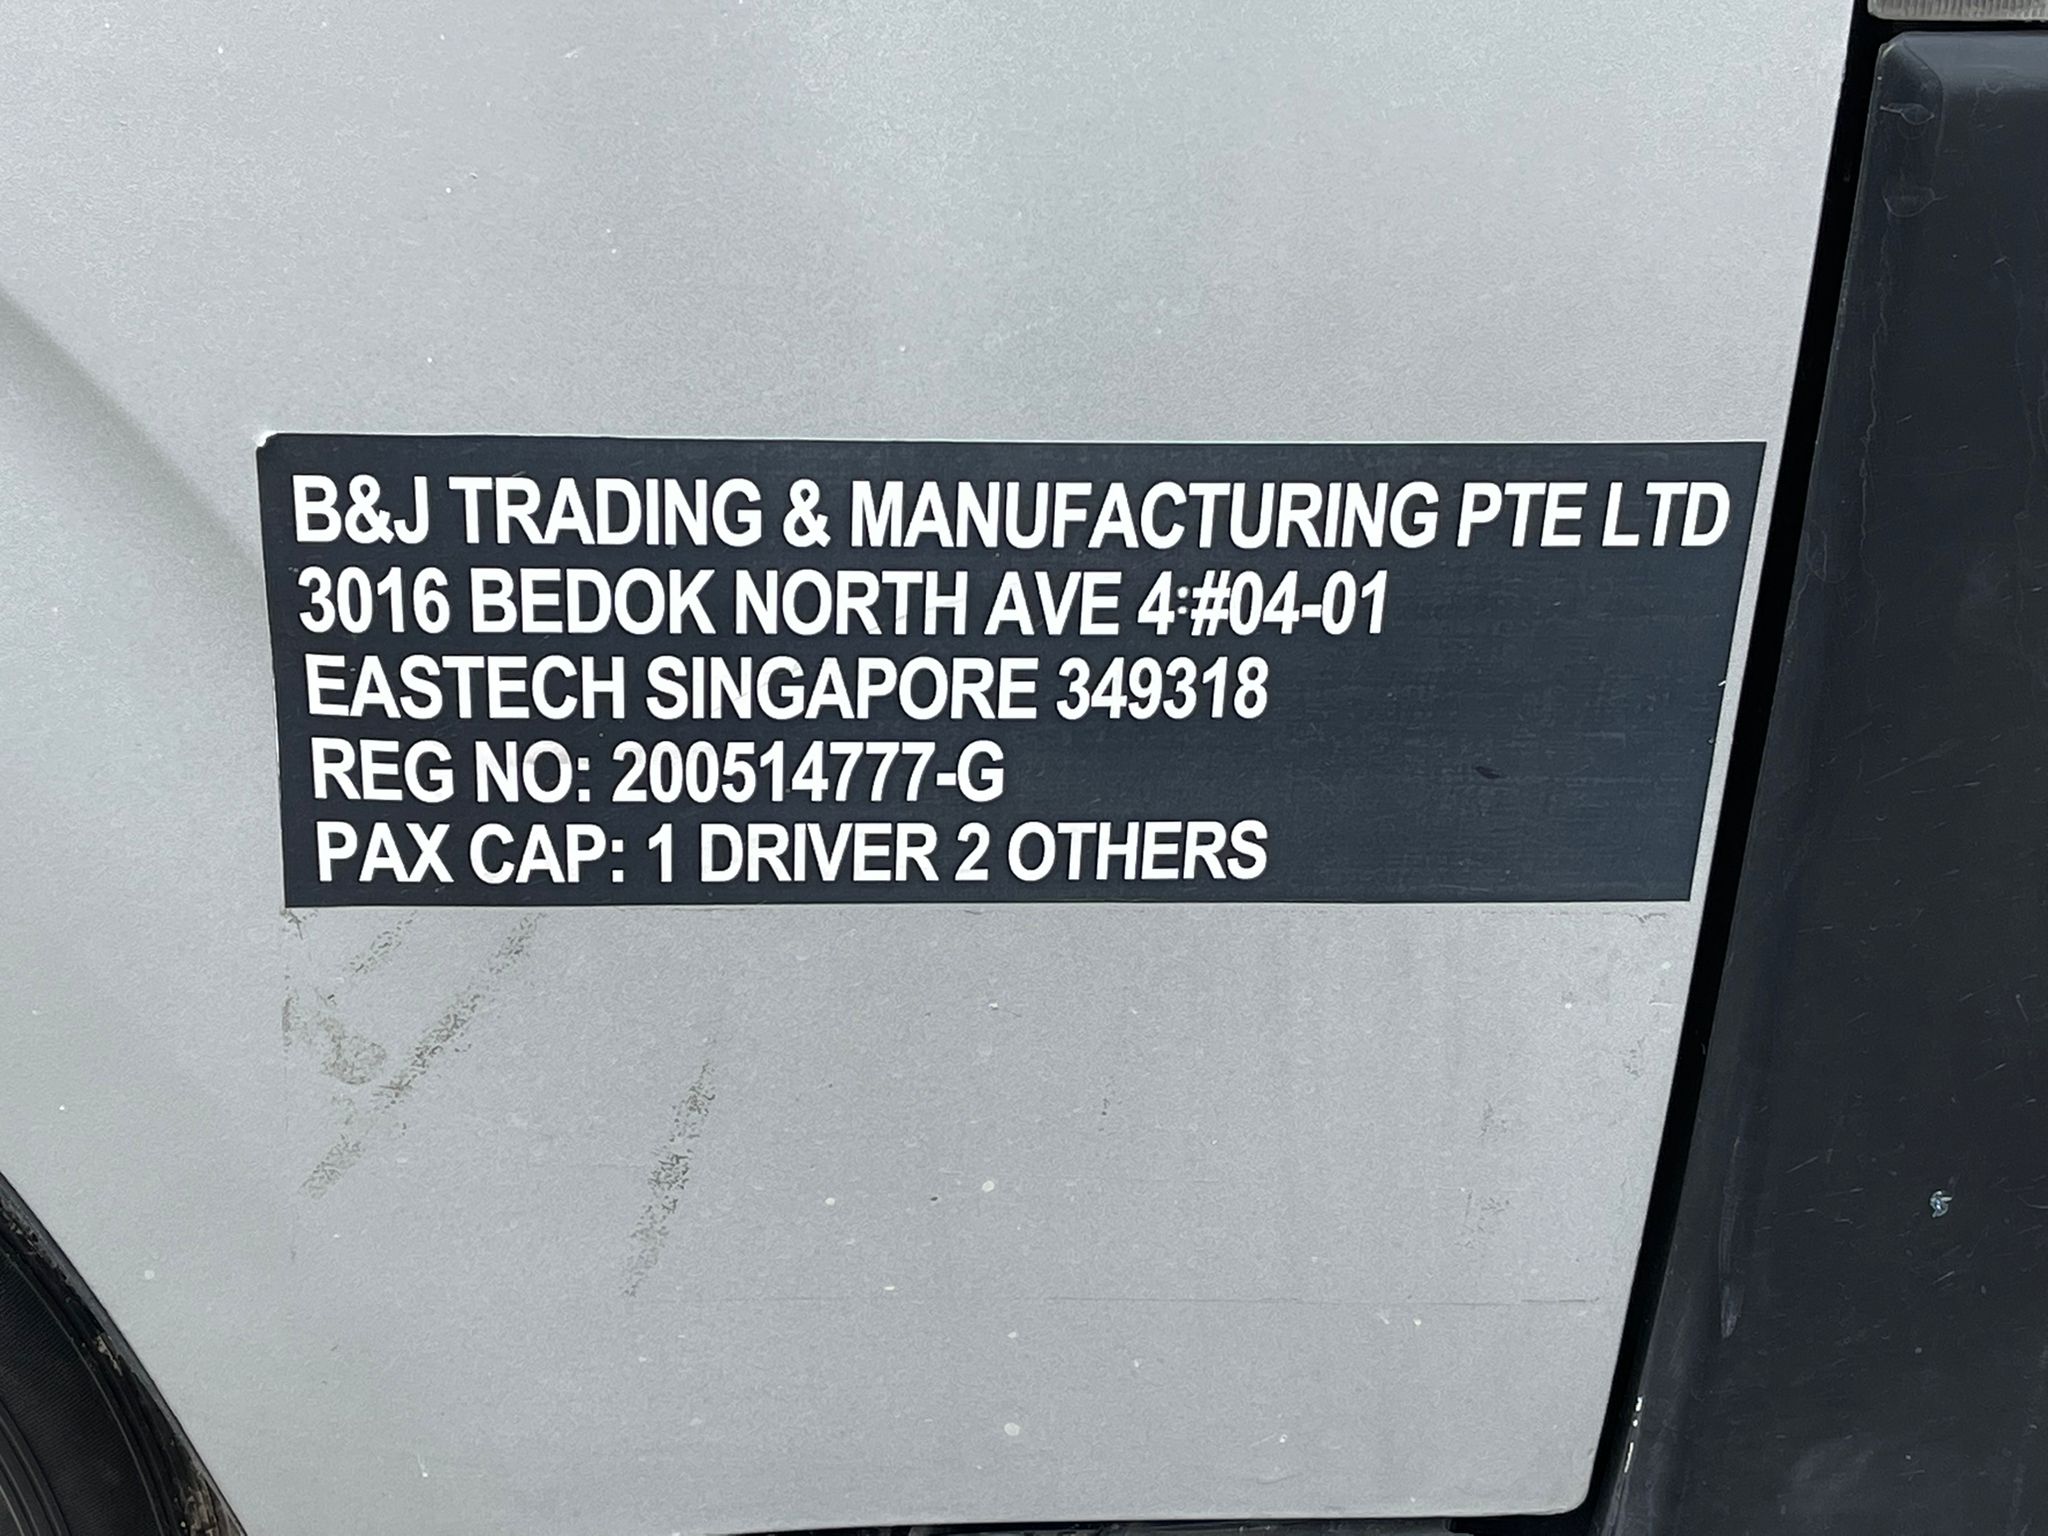 B&J TRADING & MANUFACTURING PTE LTD
3016 BEDOK NORTH AVE 4:#04-01
EASTECH SINGAPORE 349318
REG NO: 200514777-G
PAX CAP: 1 DRIVER 2 OTHERS